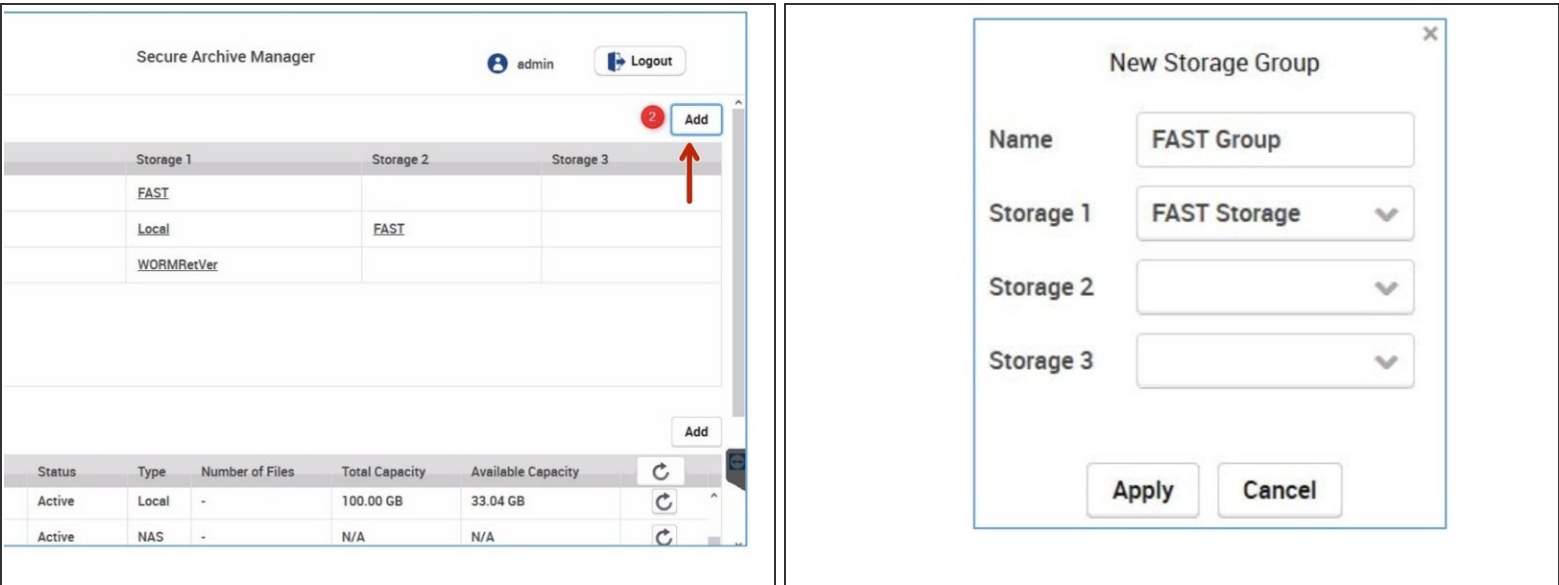 Secure Archive Manager admin Logout
2 Add
Storage 1 Storage 2 Storage 3
FAST
Local FAST
WORMRetVer
Add
Status Type Number of Files Total Capacity Available Capacity
Active Local - 100.00 GB 33.04 GB
Active NAS - N/A N/A
New Storage Group
Name FAST Group
Storage 1 FAST Storage
Storage 2
Storage 3
Apply Cancel